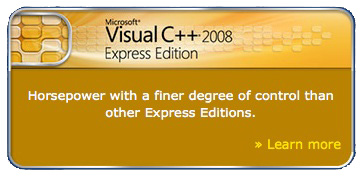 Microsoft®
Visual C++ 2008
Express Edition
Horsepower with a finer degree of control than
other Express Editions.
» Learn more